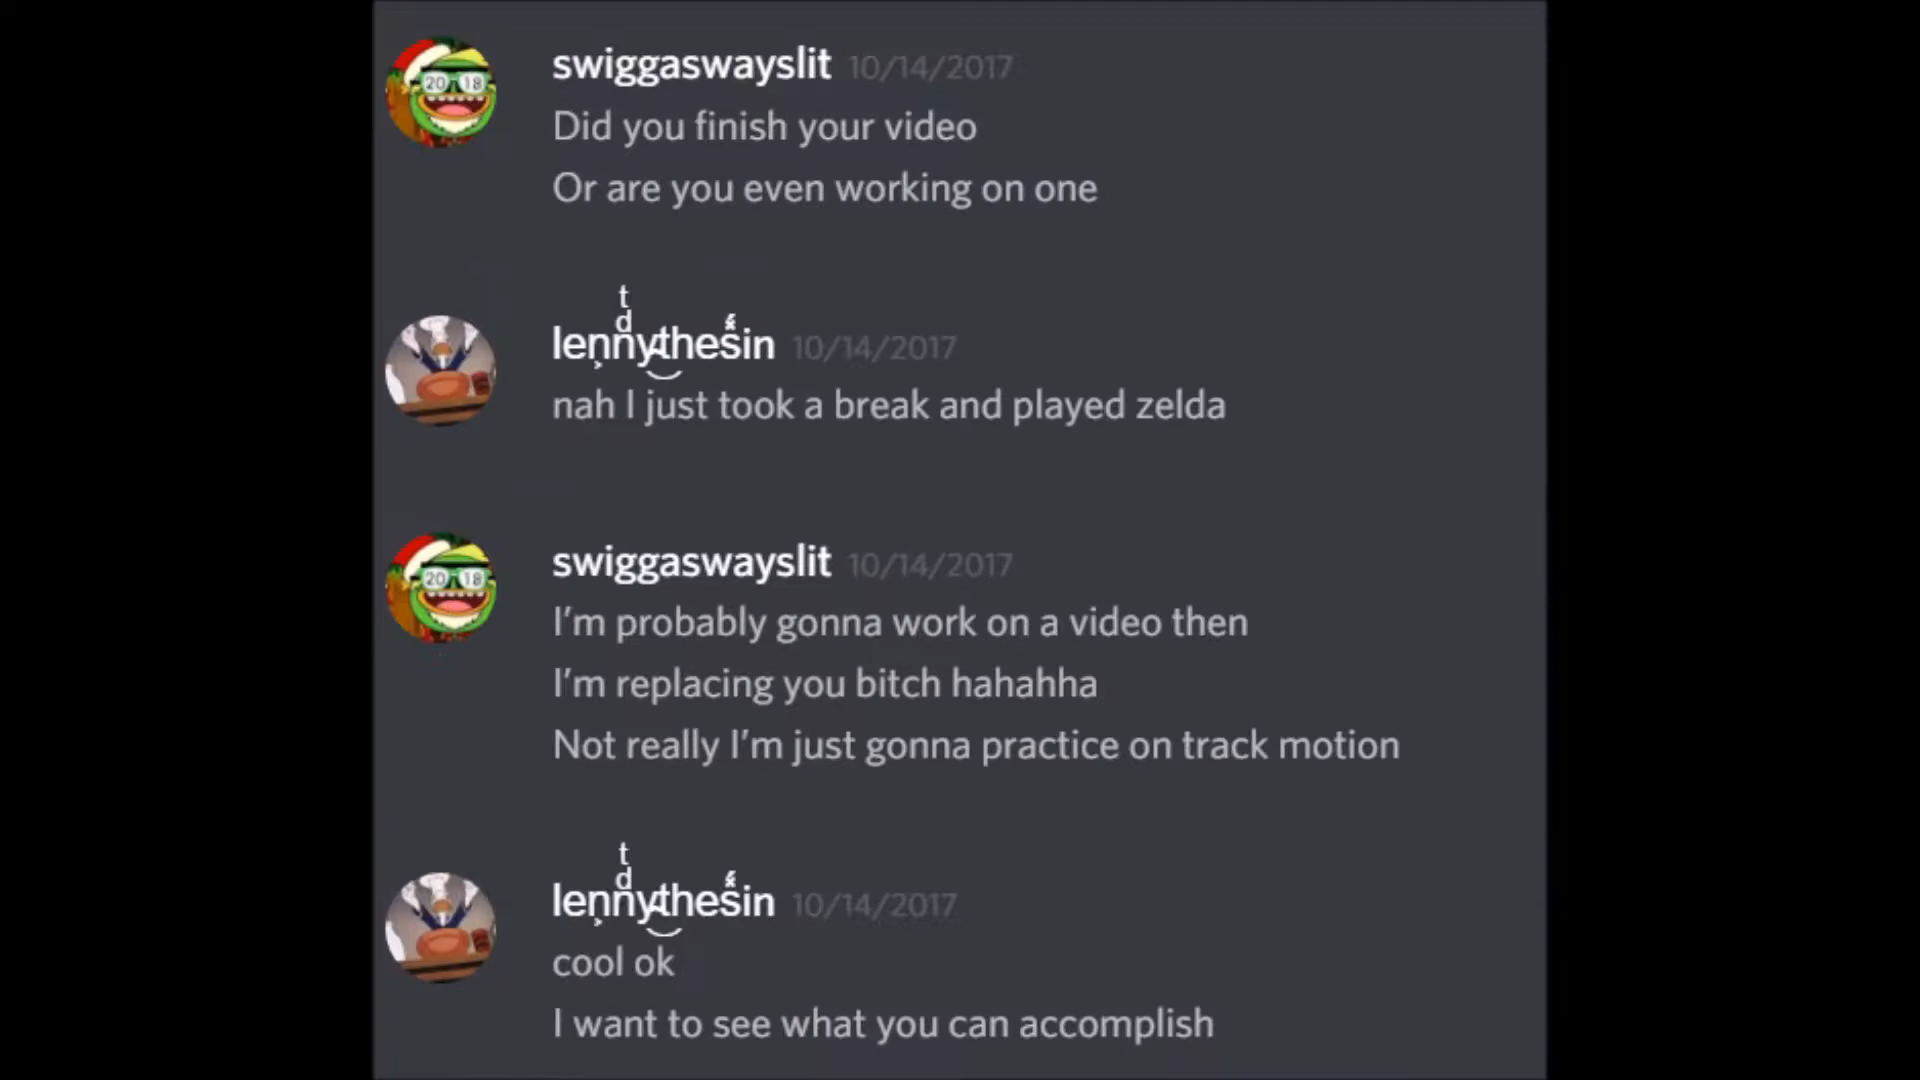 swiggaswayslit 10/14/2017
Did you finish your video
Or are you even working on one
lennythesin 10/14/2017
nah I just took a break and played zelda
swiggaswayslit 10/14/2017
I'm probably gonna work on a video then
I'm replacing you bitch hahahha
Not really I'm just gonna practice on track motion
lennythesin 10/14/2017
cool ok
I want to see what you can accomplish